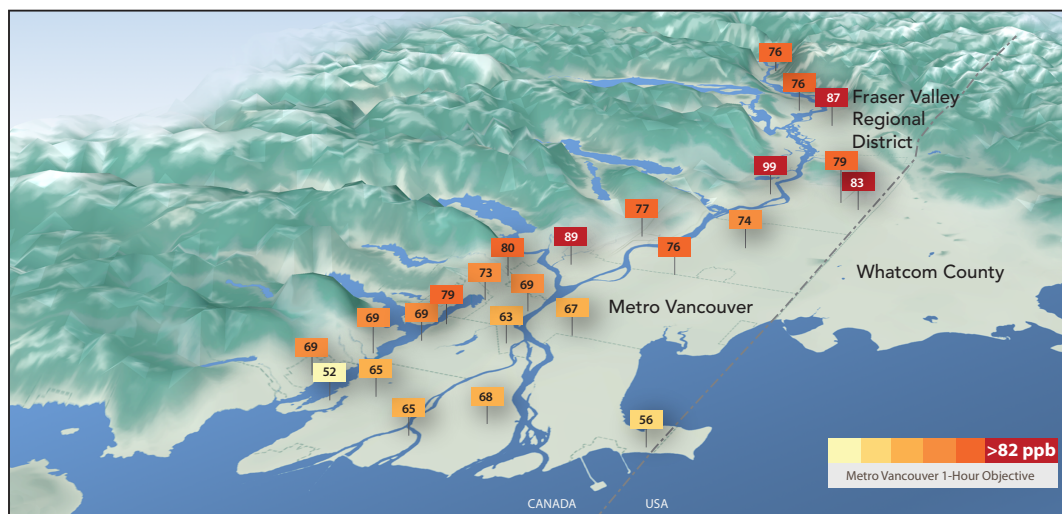 76
76
87
Fraser Valley
Regional
District
99
79
83
77
74
80
89
76
73
69
Whatcom County
79
69
69
63
67
Metro Vancouver
69
52
65
65
68
56
>82 ppb
Metro Vancouver 1-Hour Objective
CANADA
USA